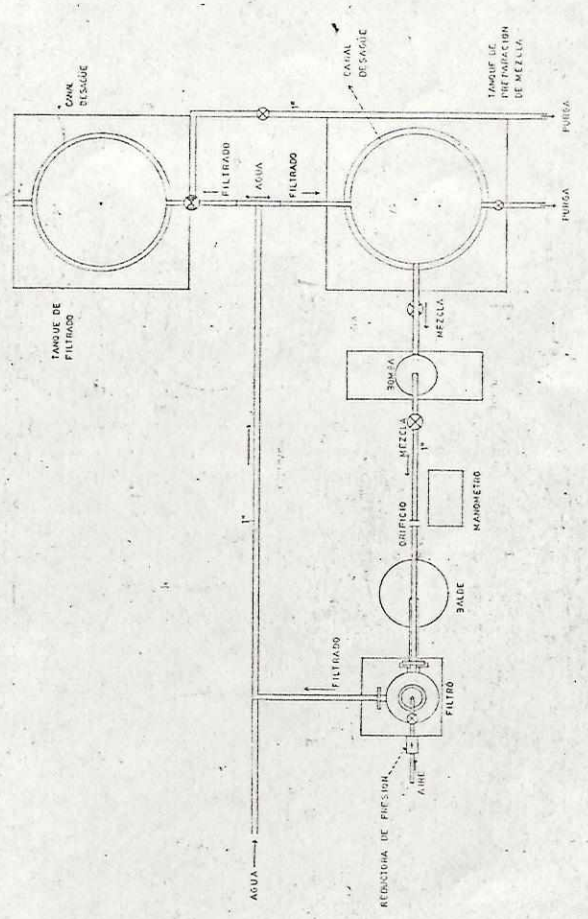 CANAL
DESAGÜE
TANQUE DE
FILTRADO
FILTRADO
AGUA
FILTRADO
1"
CANAL
DESAGÜE
TANQUE DE
PREPARACION
DE MEZCLA
PURGA
PURGA
MEZCLA
BOMBA
MEZCLA
1"
ORIFICIO
MANOMETRO
BALDE
1"
FILTRADO
FILTRO
AIRE
REDUCTORA DE PRESION
AGUA